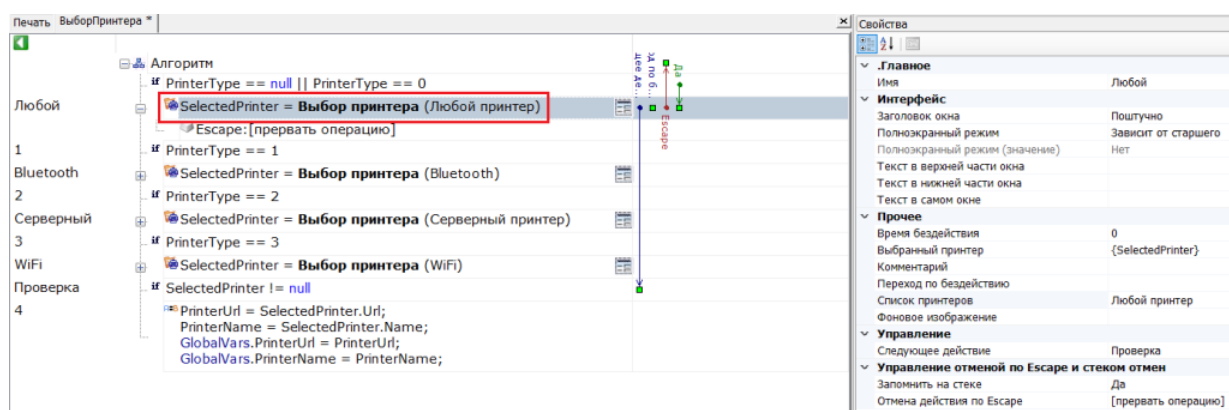 Печать ВыборПринтера *
Свойства
Алгоритм
if PrinterType == null || PrinterType == 0
Любой SelectedPrinter = Выбор принтера (Любой принтер)
Escape:[прервать операцию]
1 if PrinterType == 1
Bluetooth SelectedPrinter = Выбор принтера (Bluetooth)
2 if PrinterType == 2
Серверный SelectedPrinter = Выбор принтера (Серверный принтер)
3 if PrinterType == 3
WiFi SelectedPrinter = Выбор принтера (WiFi)
Проверка if SelectedPrinter != null
4 PrinterUrl = SelectedPrinter.Url;
PrinterName = SelectedPrinter.Name;
GlobalVars.PrinterUrl = PrinterUrl;
GlobalVars.PrinterName = PrinterName;
щее де...
д по б...
Да
Escape
.Главное
Имя Любой
Интерфейс
Заголовок окна Поштучно
Полноэкранный режим Зависит от старшего
Полноэкранный режим (значение) Нет
Текст в верхней части окна
Текст в нижней части окна
Текст в самом окне
Прочее
Время бездействия 0
Выбранный принтер {SelectedPrinter}
Комментарий
Переход по бездействию
Список принтеров Любой принтер
Фоновое изображение
Управление
Следующее действие Проверка
Управление отменой по Escape и стеком отмен
Запомнить на стеке Да
Отмена действия по Escape [прервать операцию]